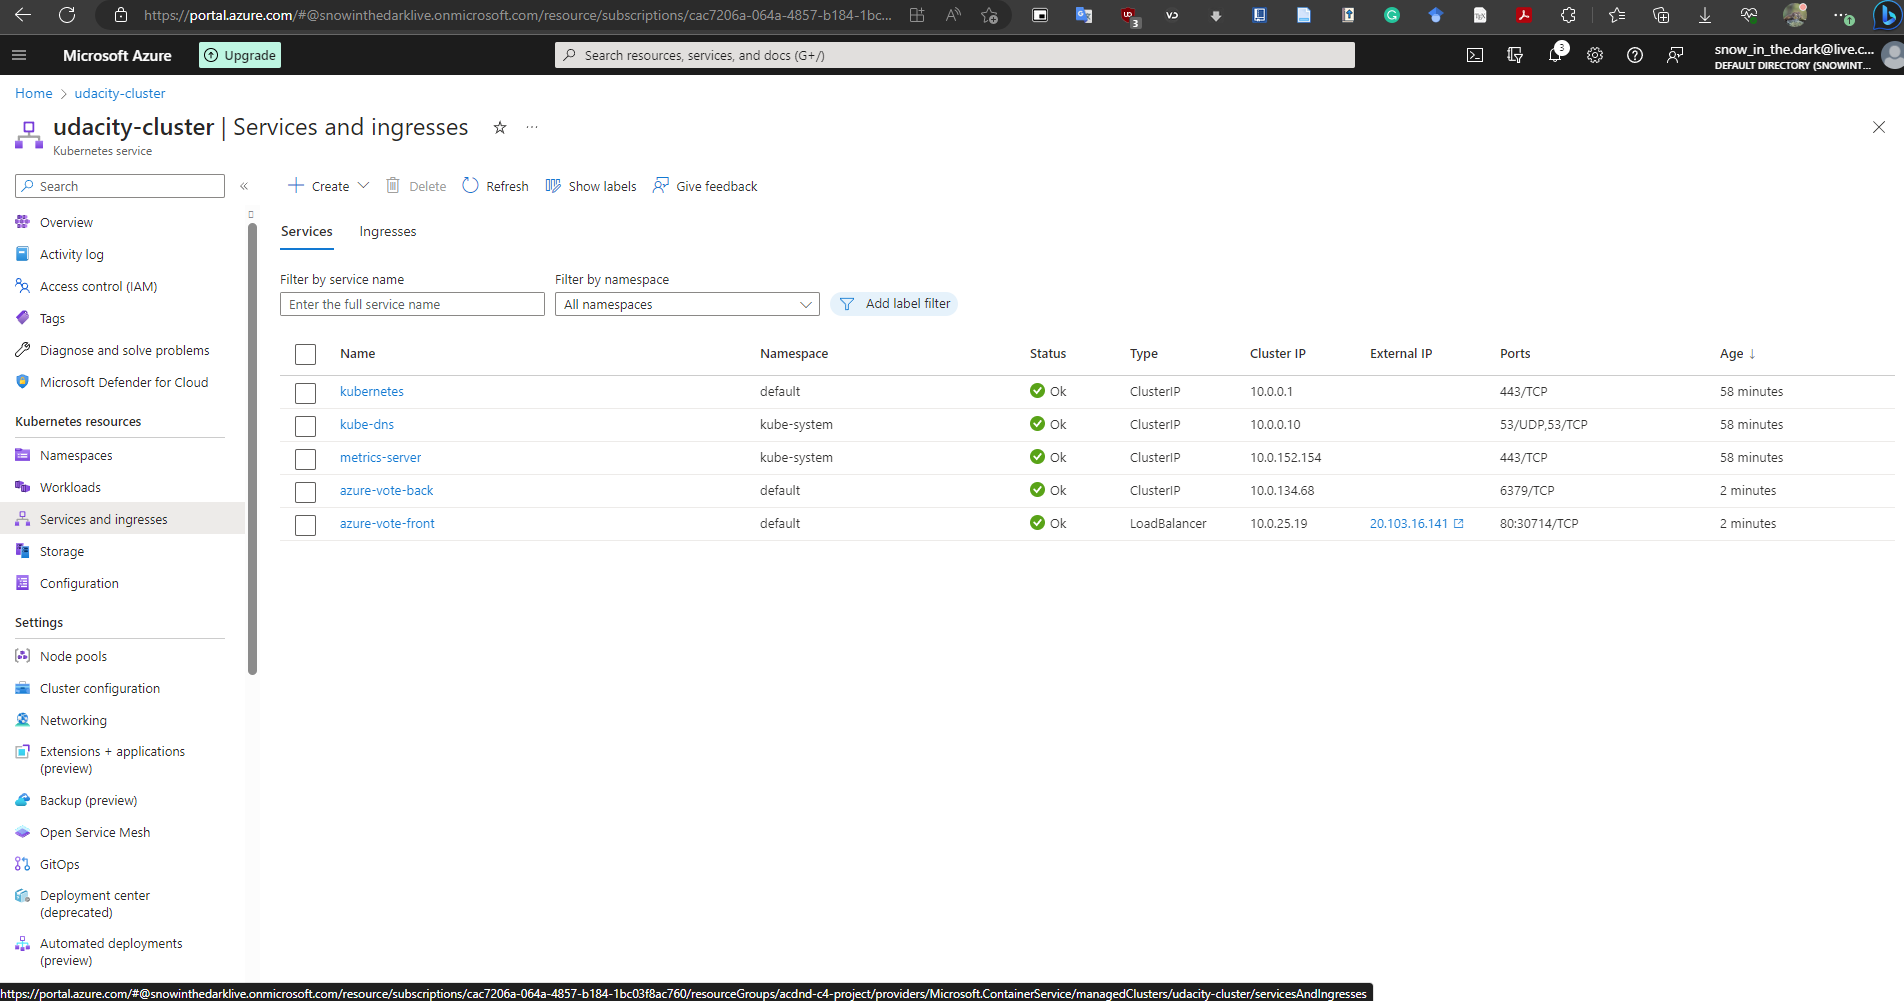 https://portal.azure.com/#@snowinthedarklive.onmicrosoft.com/resource/subscriptions/cac7206a-064a-4857-b184-1bc...
3
Microsoft Azure
Upgrade
Search resources, services, and docs (G+/)
3
snow_in_the.dark@live.c...
DEFAULT DIRECTORY (SNOWINT...
Home > udacity-cluster
udacity-cluster | Services and ingresses
...
Kubernetes service
Search
«
Create
Delete
Refresh
Show labels
Give feedback
Overview
Activity log
Access control (IAM)
Tags
Diagnose and solve problems
Microsoft Defender for Cloud
Kubernetes resources
Namespaces
Workloads
Services and ingresses
Storage
Configuration
Settings
Node pools
Cluster configuration
Networking
Extensions + applications
(preview)
Backup (preview)
Open Service Mesh
GitOps
Deployment center
(deprecated)
Automated deployments
(preview)
Services Ingresses
Filter by service name Filter by namespace
Enter the full service name All namespaces Add label filter
Name Namespace Status Type Cluster IP External IP Ports Age ↓
kubernetes default Ok ClusterIP 10.0.0.1 443/TCP 58 minutes
kube-dns kube-system Ok ClusterIP 10.0.0.10 53/UDP,53/TCP 58 minutes
metrics-server kube-system Ok ClusterIP 10.0.152.154 443/TCP 58 minutes
azure-vote-back default Ok ClusterIP 10.0.134.68 6379/TCP 2 minutes
azure-vote-front default Ok LoadBalancer 10.0.25.19 20.103.16.141 80:30714/TCP 2 minutes
https://portal.azure.com/#@snowinthedarklive.onmicrosoft.com/resource/subscriptions/cac7206a-064a-4857-b184-1bc03f8ac760/resourceGroups/acdnd-c4-project/providers/Microsoft.ContainerService/managedClusters/udacity-cluster/servicesAndIngresses